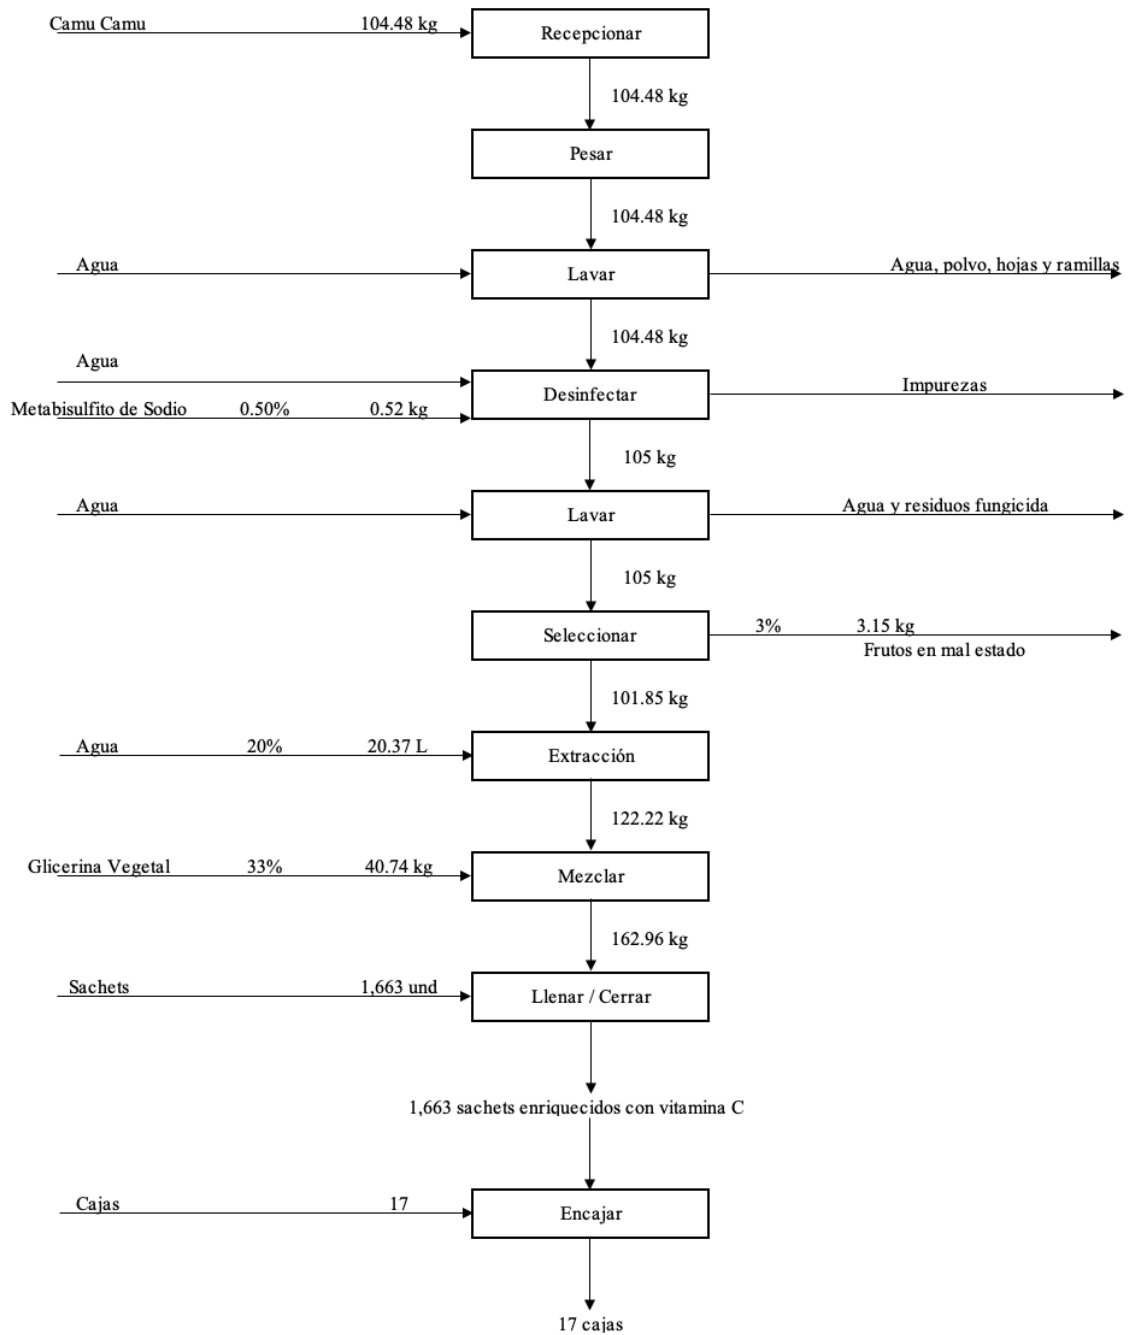 Camu Camu 104.48 kg Recepcionar
104.48 kg
Pesar
104.48 kg
Agua Lavar Agua, polvo, hojas y ramillas
104.48 kg
Agua
Desinfectar Impurezas
Metabisulfito de Sodio 0.50% 0.52 kg
105 kg
Agua Lavar Agua y residuos fungicida
105 kg
Seleccionar 3% 3.15 kg
Frutos en mal estado
101.85 kg
Agua 20% 20.37 L Extracción
122.22 kg
Glicerina Vegetal 33% 40.74 kg Mezclar
162.96 kg
Sachets 1,663 und Llenar / Cerrar
1,663 sachets enriquecidos con vitamina C
Cajas 17 Encajar
17 cajas